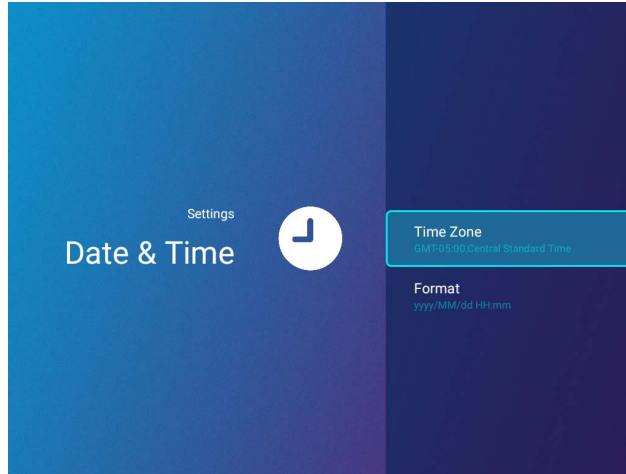 Settings
Date & Time
Time Zone
GMT-05:00,Central Standard Time
Format
yyyy/MM/dd HH:mm